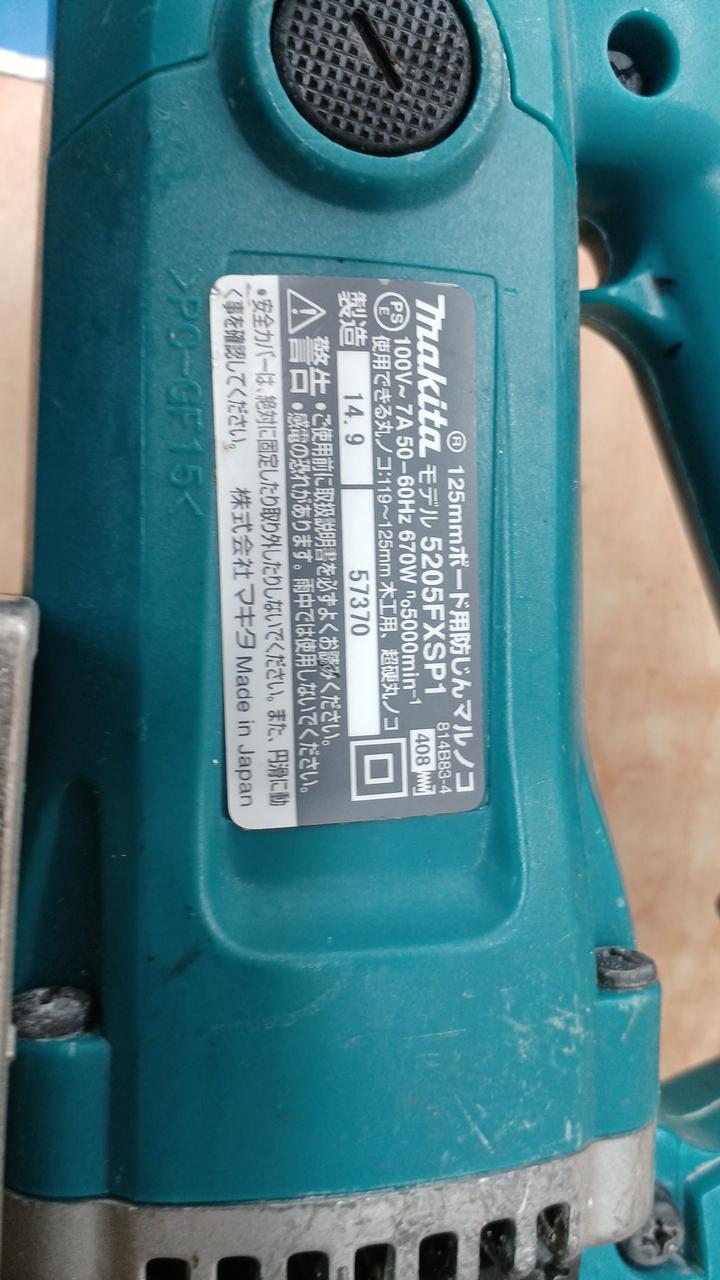 Makita® 125mmボード用防じんマルノコ
モデル 5205FXSP1 814B83-4
PS E 100V~ 7A 50-60Hz 670W n₀5000min⁻¹ 408
使用できる丸ノコ:119~125mm 木工用、超硬丸ノコ
製造 14. 9 57370
警告 •ご使用前に取扱説明書を必ずよくお読みください。
•感電の恐れがあります。雨中では使用しないでください。
•安全カバーは、絶対に固定したり取り外したりしないでください。また、円滑に動
く事を確認してください。 株式会社 マキタ Made in Japan
>PC-GF15<